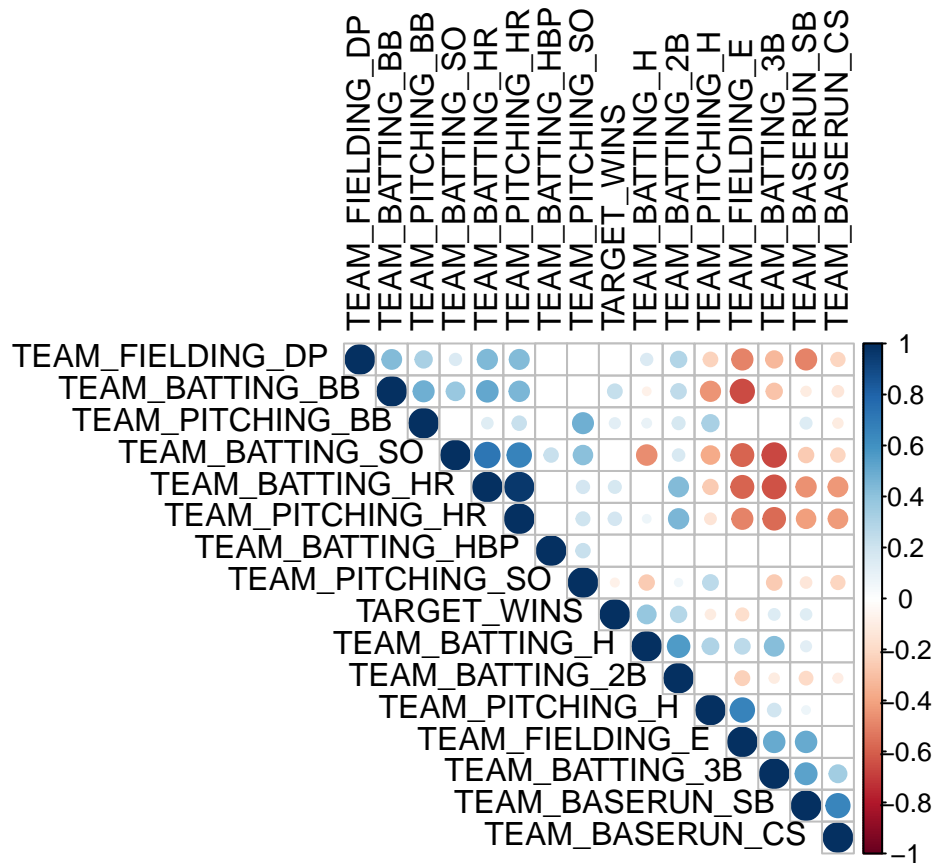 TEAM_FIELDING_DP
TEAM_BATTING_BB
TEAM_PITCHING_BB
TEAM_BATTING_SO
TEAM_BATTING_HR
TEAM_PITCHING_HR
TEAM_BATTING_HBP
TEAM_PITCHING_SO
TARGET_WINS
TEAM_BATTING_H
TEAM_BATTING_2B
TEAM_PITCHING_H
TEAM_FIELDING_E
TEAM_BATTING_3B
TEAM_BASERUN_SB
TEAM_BASERUN_CS
TEAM_FIELDING_DP
TEAM_BATTING_BB
TEAM_PITCHING_BB
TEAM_BATTING_SO
TEAM_BATTING_HR
TEAM_PITCHING_HR
TEAM_BATTING_HBP
TEAM_PITCHING_SO
TARGET_WINS
TEAM_BATTING_H
TEAM_BATTING_2B
TEAM_PITCHING_H
TEAM_FIELDING_E
TEAM_BATTING_3B
TEAM_BASERUN_SB
TEAM_BASERUN_CS
1
0.8
0.6
0.4
0.2
0
−0.2
−0.4
−0.6
−0.8
−1